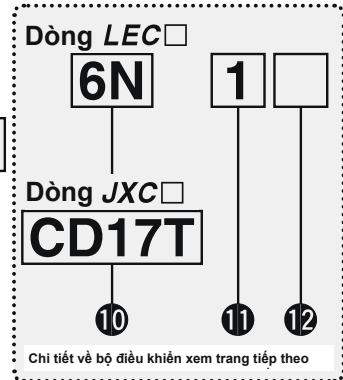 Dòng LEC□
6N 1
Dòng JXC□
CD17T
⑩ ⑪ ⑫
Chi tiết về bộ điều khiển xem trang tiếp theo